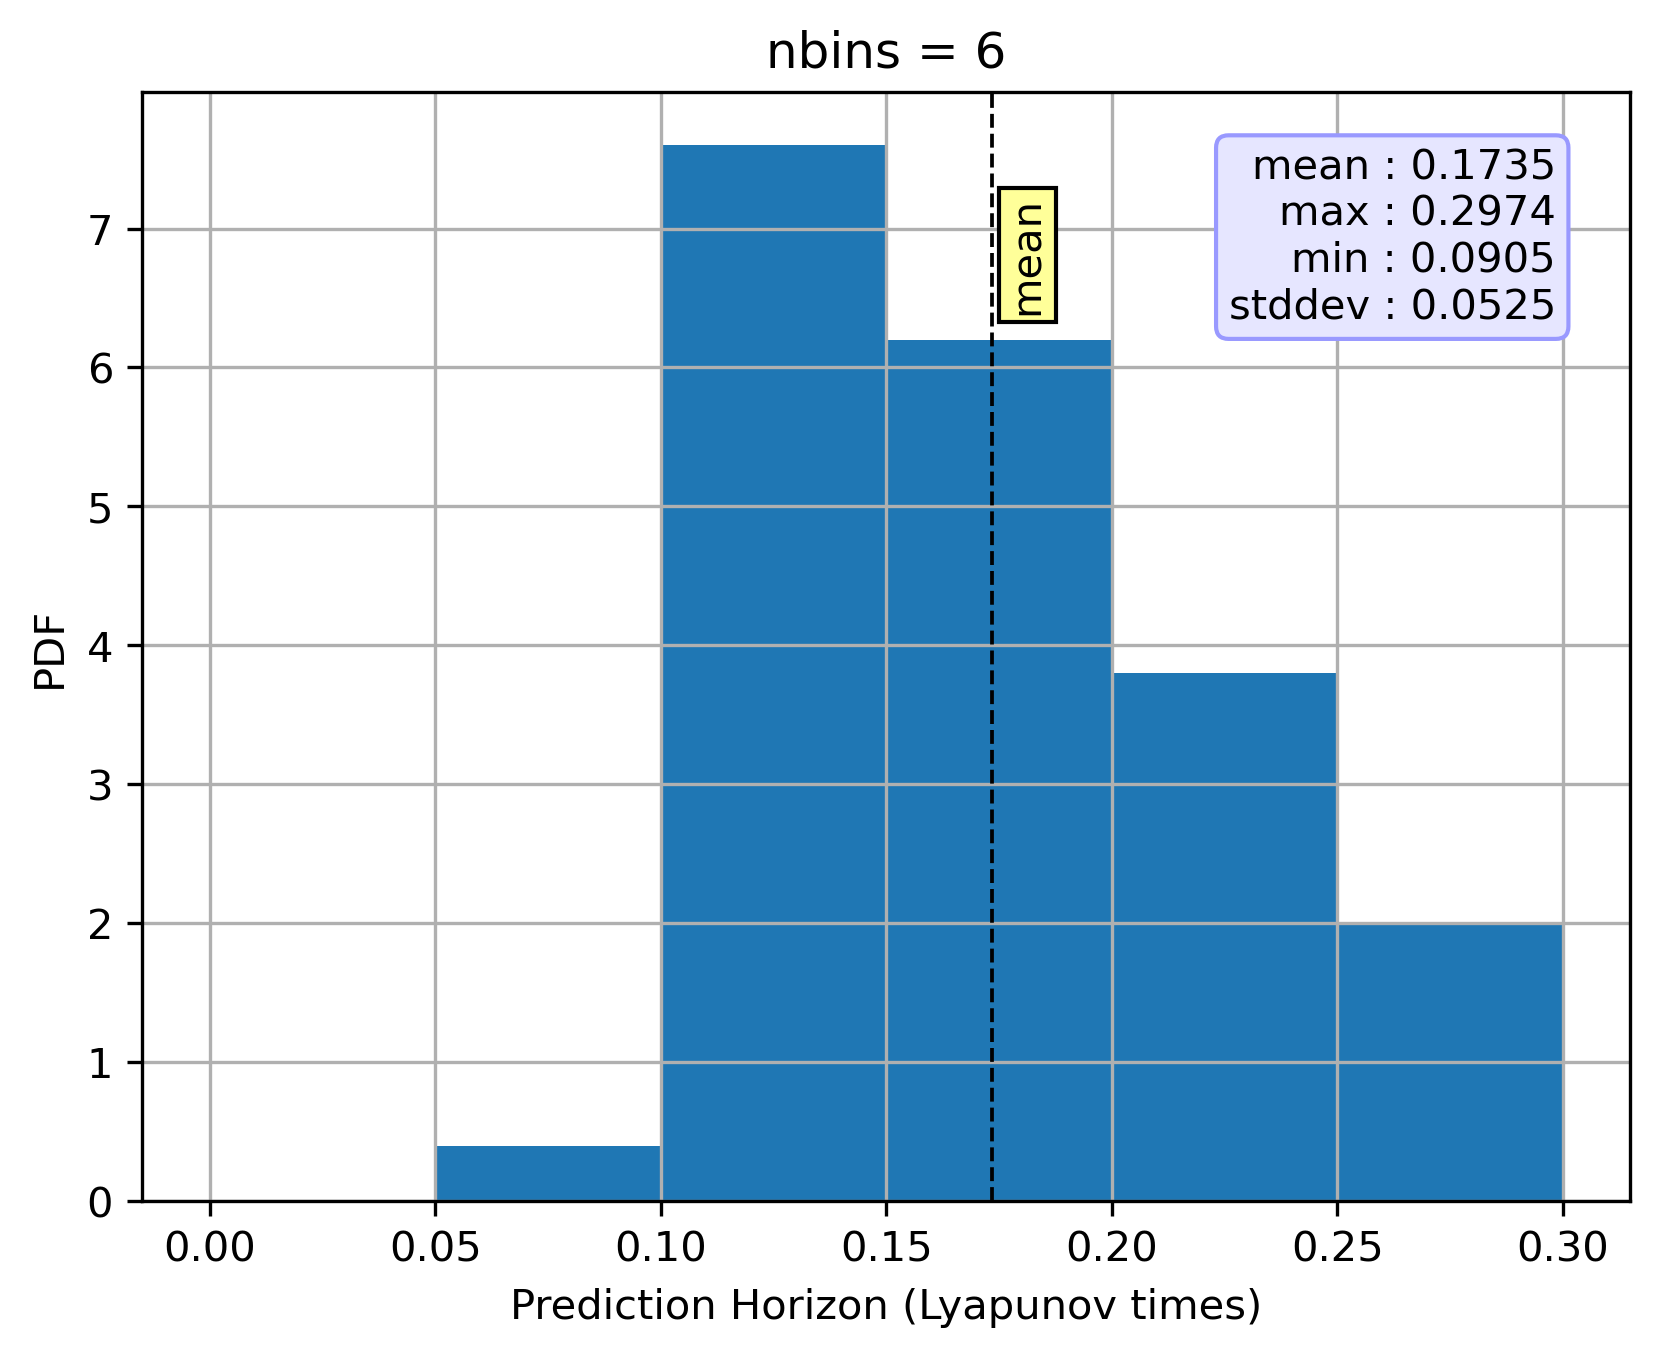 nbins = 6
mean : 0.1735
max : 0.2974
min : 0.0905
stddev : 0.0525
mean
7
6
5
4
3
2
1
0
PDF
0.00 0.05 0.10 0.15 0.20 0.25 0.30
Prediction Horizon (Lyapunov times)